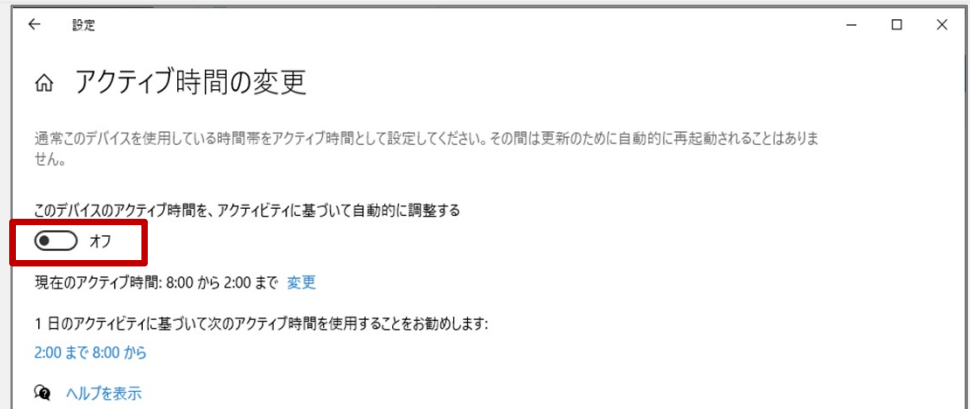 設定
アクティブ時間の変更
通常このデバイスを使用している時間帯をアクティブ時間として設定してください。その間は更新のために自動的に再起動されることはありま
せん。
このデバイスのアクティブ時間を、アクティビティに基づいて自動的に調整する
オフ
現在のアクティブ時間: 8:00 から 2:00 まで 変更
1 日のアクティビティに基づいて次のアクティブ時間を使用することをお勧めします:
2:00 まで 8:00 から
ヘルプを表示